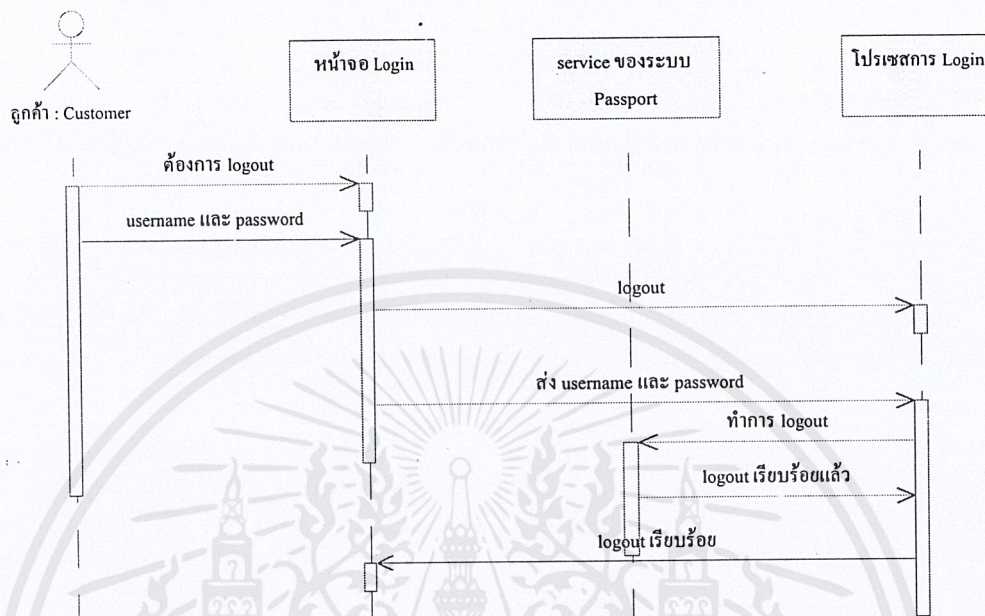 ลูกค้า : Customer
หน้าจอ Login
service ของระบบ
Passport
โปรเซสการ Login
ต้องการ logout
username และ password
logout
ส่ง username และ password
ทำการ logout
logout เรียบร้อยแล้ว
logout เรียบร้อย